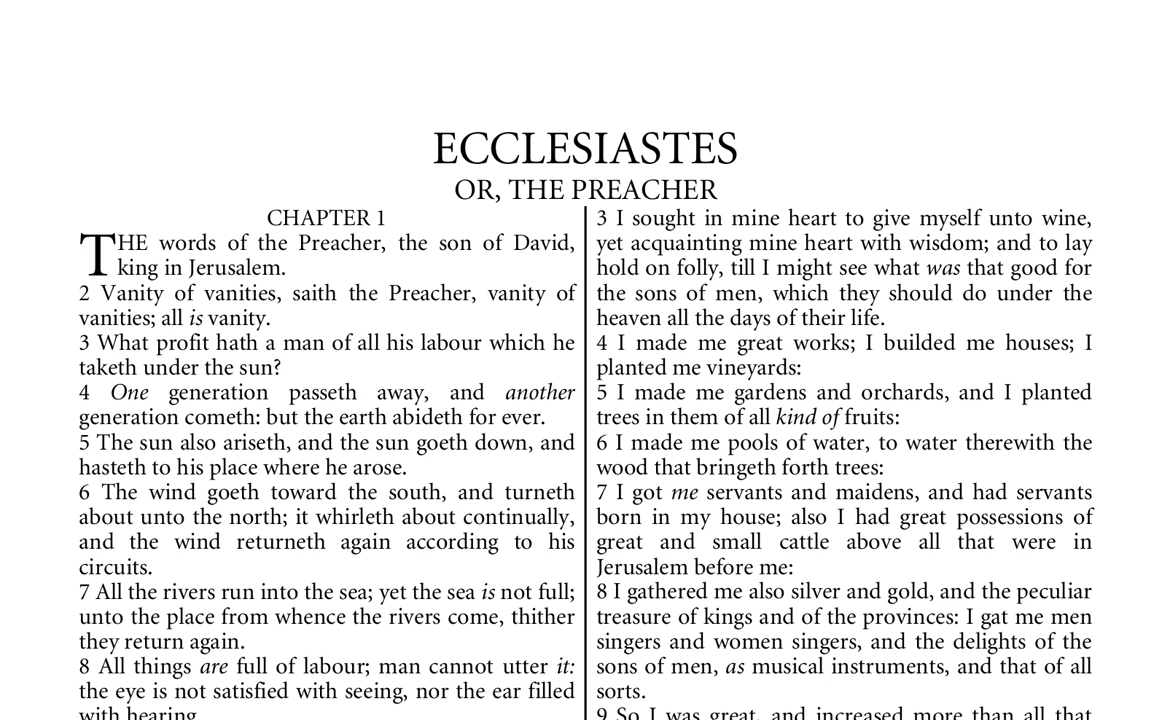 ECCLESIASTES
OR, THE PREACHER
CHAPTER 1
THE words of the Preacher, the son of David,
king in Jerusalem.
2 Vanity of vanities, saith the Preacher, vanity of
vanities; all is vanity.
3 What profit hath a man of all his labour which he
taketh under the sun?
4 One generation passeth away, and another
generation cometh: but the earth abideth for ever.
5 The sun also ariseth, and the sun goeth down, and
hasteth to his place where he arose.
6 The wind goeth toward the south, and turneth
about unto the north; it whirleth about continually,
and the wind returneth again according to his
circuits.
7 All the rivers run into the sea; yet the sea is not full;
unto the place from whence the rivers come, thither
they return again.
8 All things are full of labour; man cannot utter it:
the eye is not satisfied with seeing, nor the ear filled
with hearing
3 I sought in mine heart to give myself unto wine,
yet acquainting mine heart with wisdom; and to lay
hold on folly, till I might see what was that good for
the sons of men, which they should do under the
heaven all the days of their life.
4 I made me great works; I builded me houses; I
planted me vineyards:
5 I made me gardens and orchards, and I planted
trees in them of all kind of fruits:
6 I made me pools of water, to water therewith the
wood that bringeth forth trees:
7 I got me servants and maidens, and had servants
born in my house; also I had great possessions of
great and small cattle above all that were in
Jerusalem before me:
8 I gathered me also silver and gold, and the peculiar
treasure of kings and of the provinces: I gat me men
singers and women singers, and the delights of the
sons of men, as musical instruments, and that of all
sorts.
9 So I was great, and increased more than all that